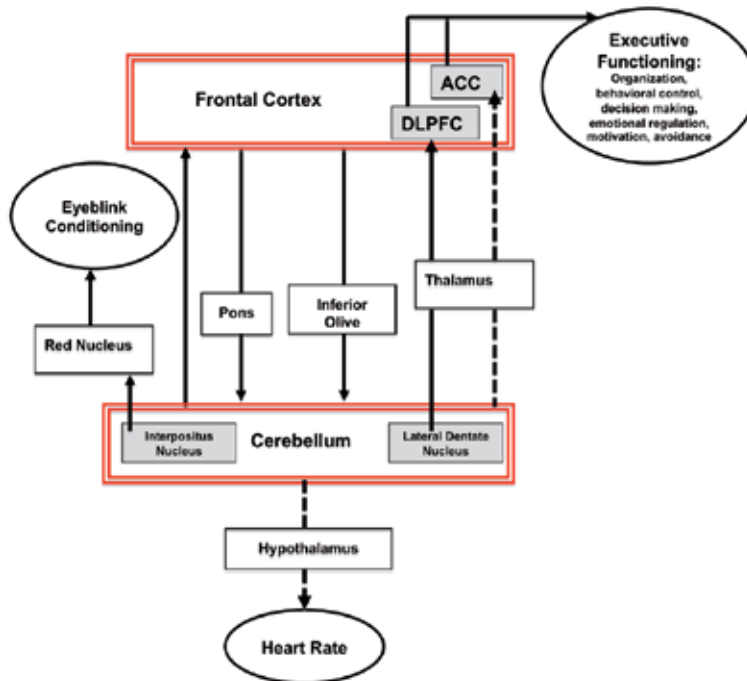 Executive
Functioning:
Organization,
behavioral control,
decision making,
emotional regulation,
motivation, avoidance
ACC
Frontal Cortex
DLPFC
Eyeblink
Conditioning
Thalamus
Inferior
Olive
Pons
Red Nucleus
Interpositus
Nucleus
Cerebellum
Lateral Dentate
Nucleus
Hypothalamus
Heart Rate